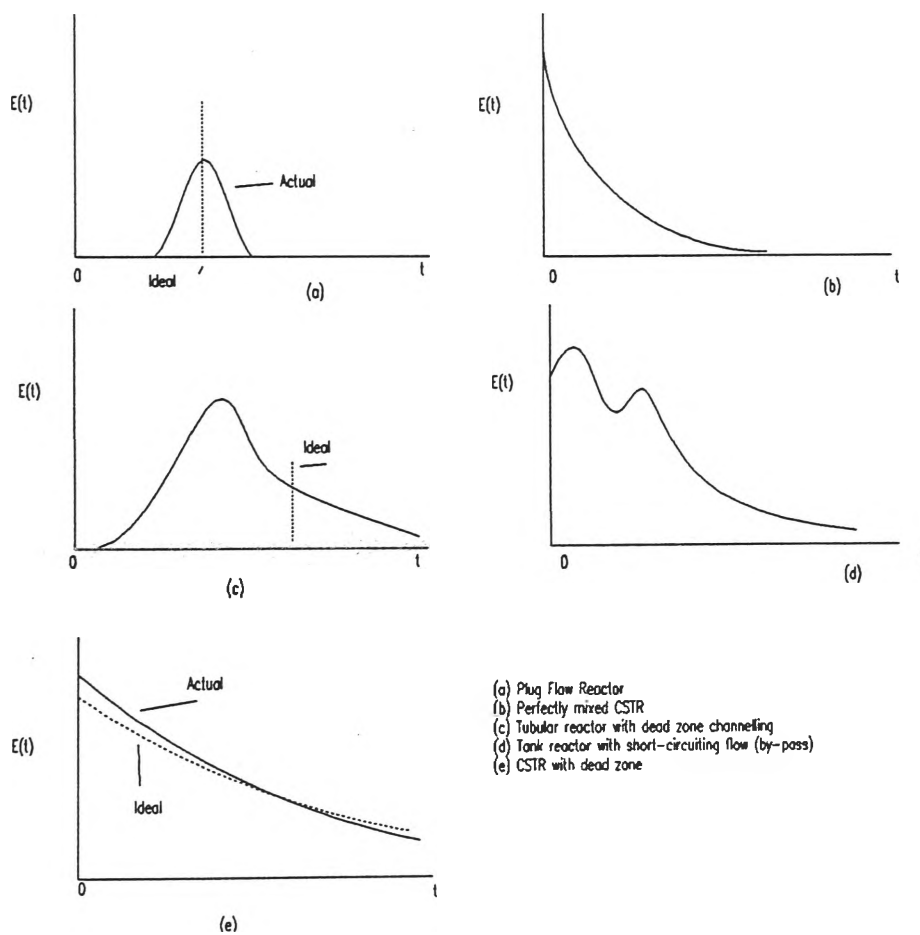 E(t)
Actual
0
t
Ideal
(a)
E(t)
0
t
(b)
E(t)
Ideal
0
t
(c)
E(t)
0
(d)
E(t)
Actual
Ideal
0
t
(e)
(a) Plug Flow Reactor
(b) Perfectly mixed CSTR
(c) Tubular reactor with dead zone channelling
(d) Tank reactor with short-circuiting flow (by-pass)
(e) CSTR with dead zone